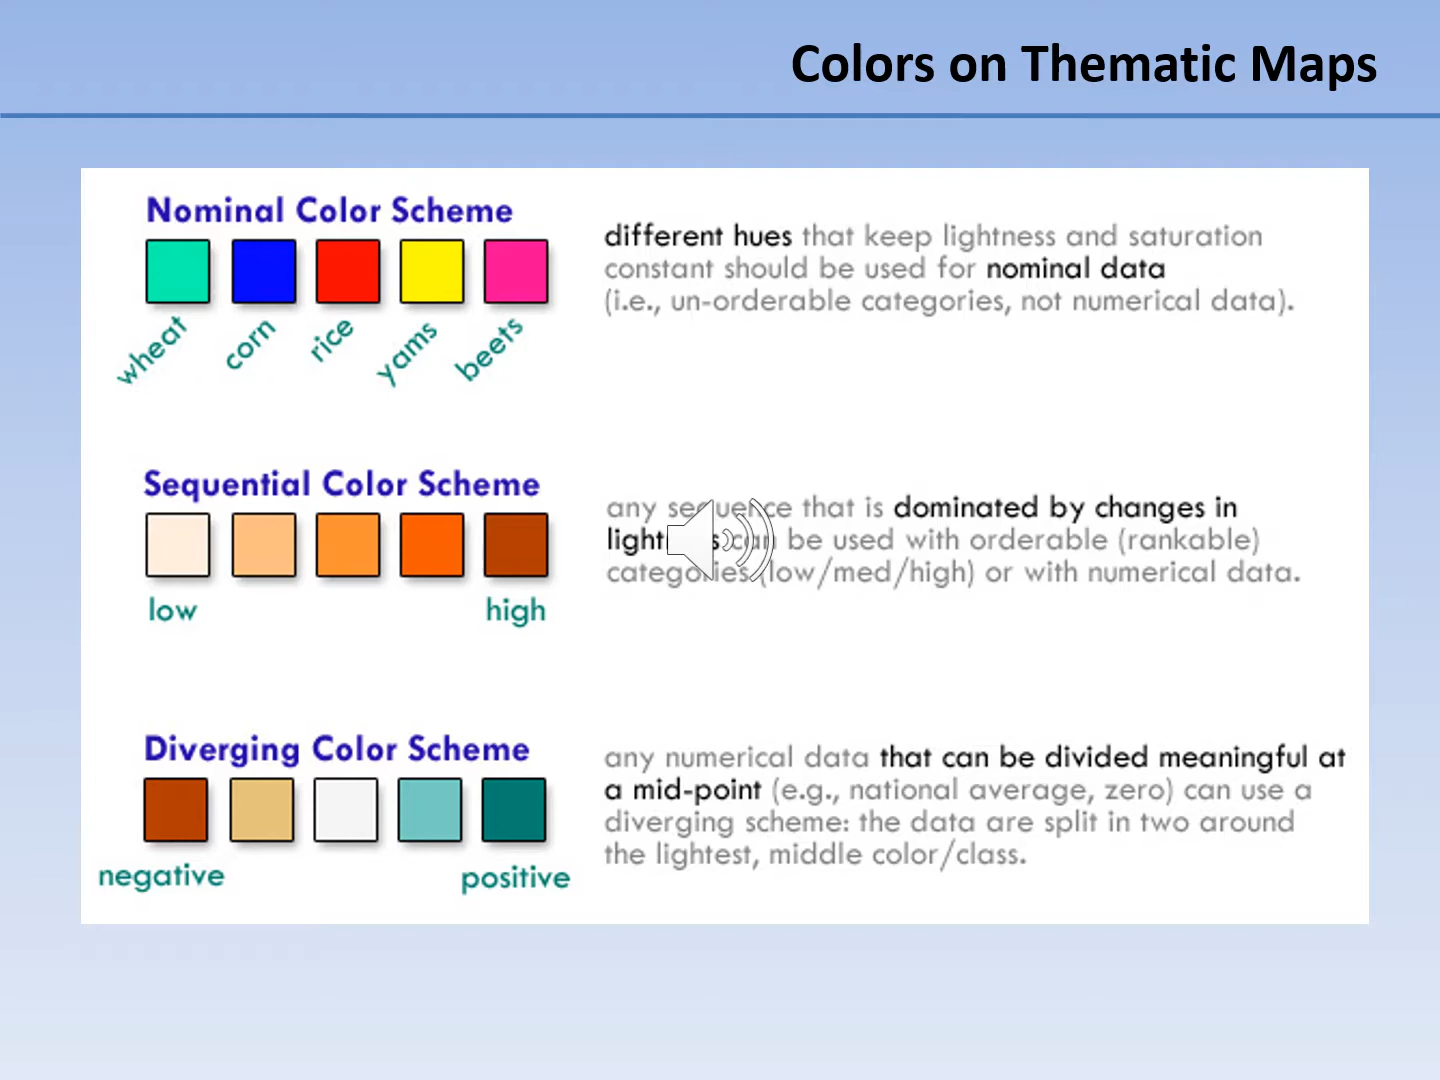 Colors on Thematic Maps
Nominal Color Scheme
wheat corn rice yams beets
different hues that keep lightness and saturation
constant should be used for nominal data
(i.e., un-orderable categories, not numerical data).
Sequential Color Scheme
low high
any sequence that is dominated by changes in
lightness can be used with orderable (rankable)
categories (low/med/high) or with numerical data.
Diverging Color Scheme
negative positive
any numerical data that can be divided meaningful at
a mid-point (e.g., national average, zero) can use a
diverging scheme: the data are split in two around
the lightest, middle color/class.